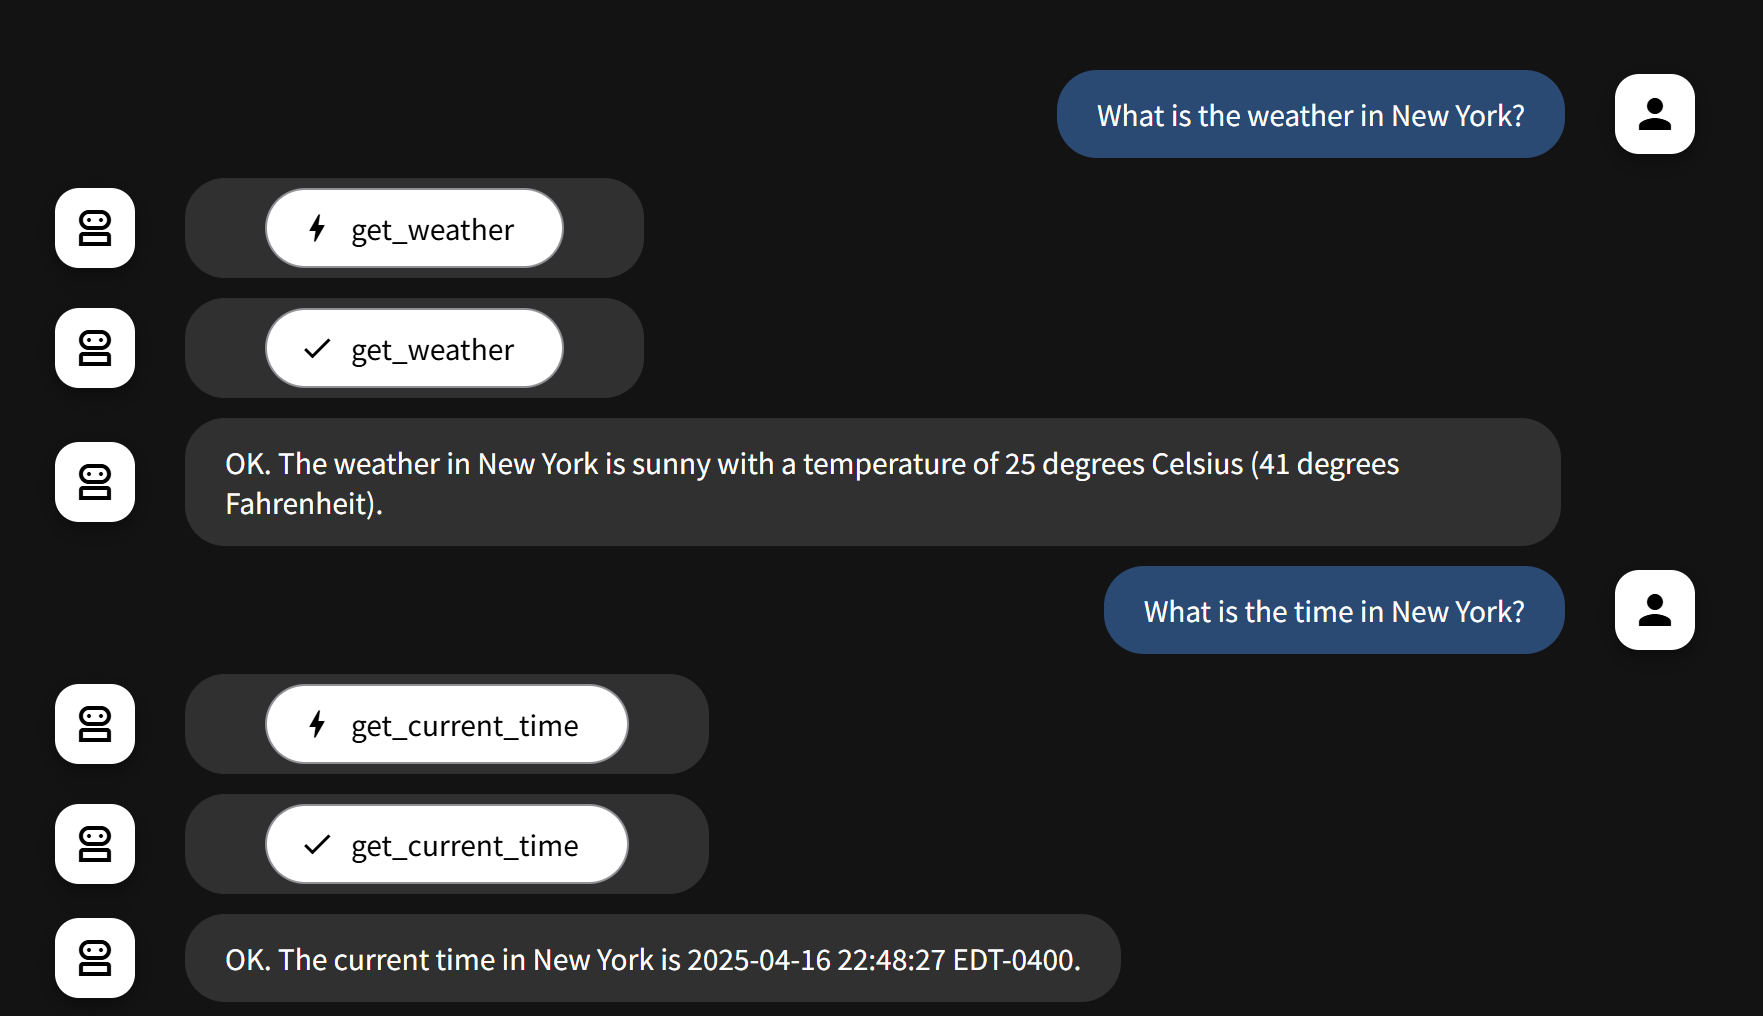 What is the weather in New York?
get_weather
get_weather
OK. The weather in New York is sunny with a temperature of 25 degrees Celsius (41 degrees
Fahrenheit).
What is the time in New York?
get_current_time
get_current_time
OK. The current time in New York is 2025-04-16 22:48:27 EDT-0400.